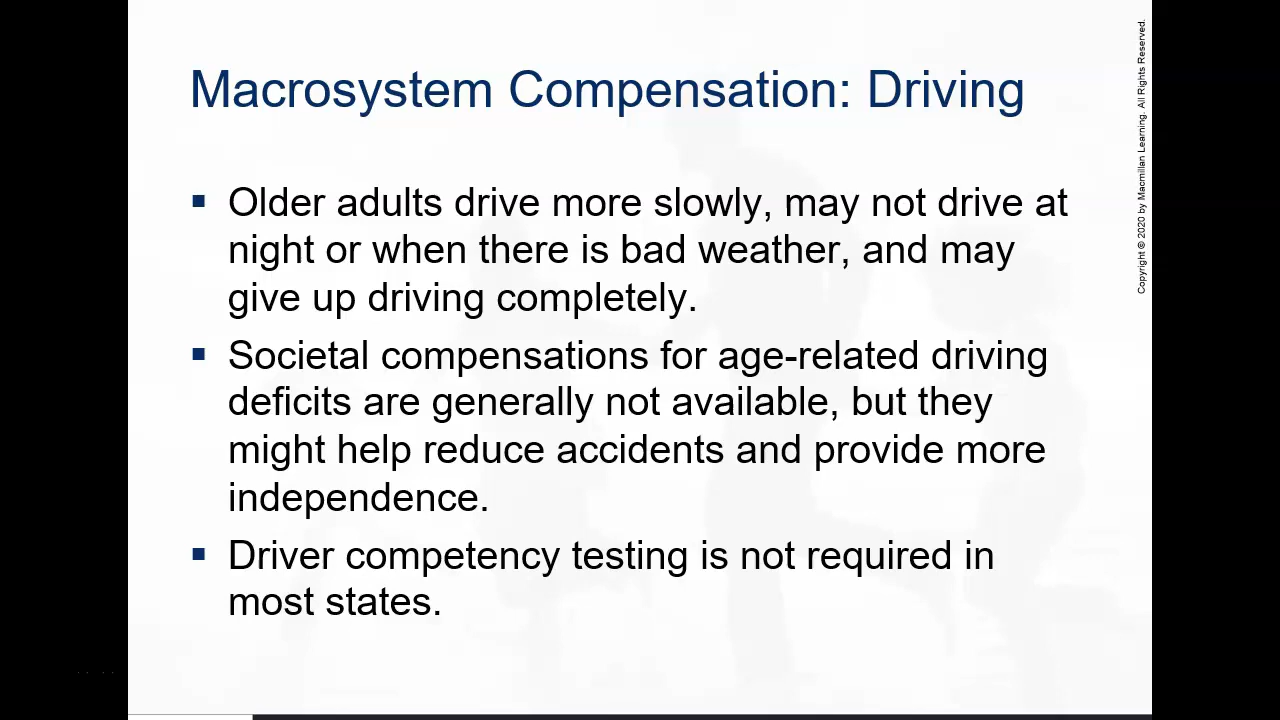 Macrosystem Compensation: Driving
▪ Older adults drive more slowly, may not drive at
night or when there is bad weather, and may
give up driving completely.
▪ Societal compensations for age-related driving
deficits are generally not available, but they
might help reduce accidents and provide more
independence.
▪ Driver competency testing is not required in
most states.
Copyright © 2020 by Macmillan Learning. All Rights Reserved.